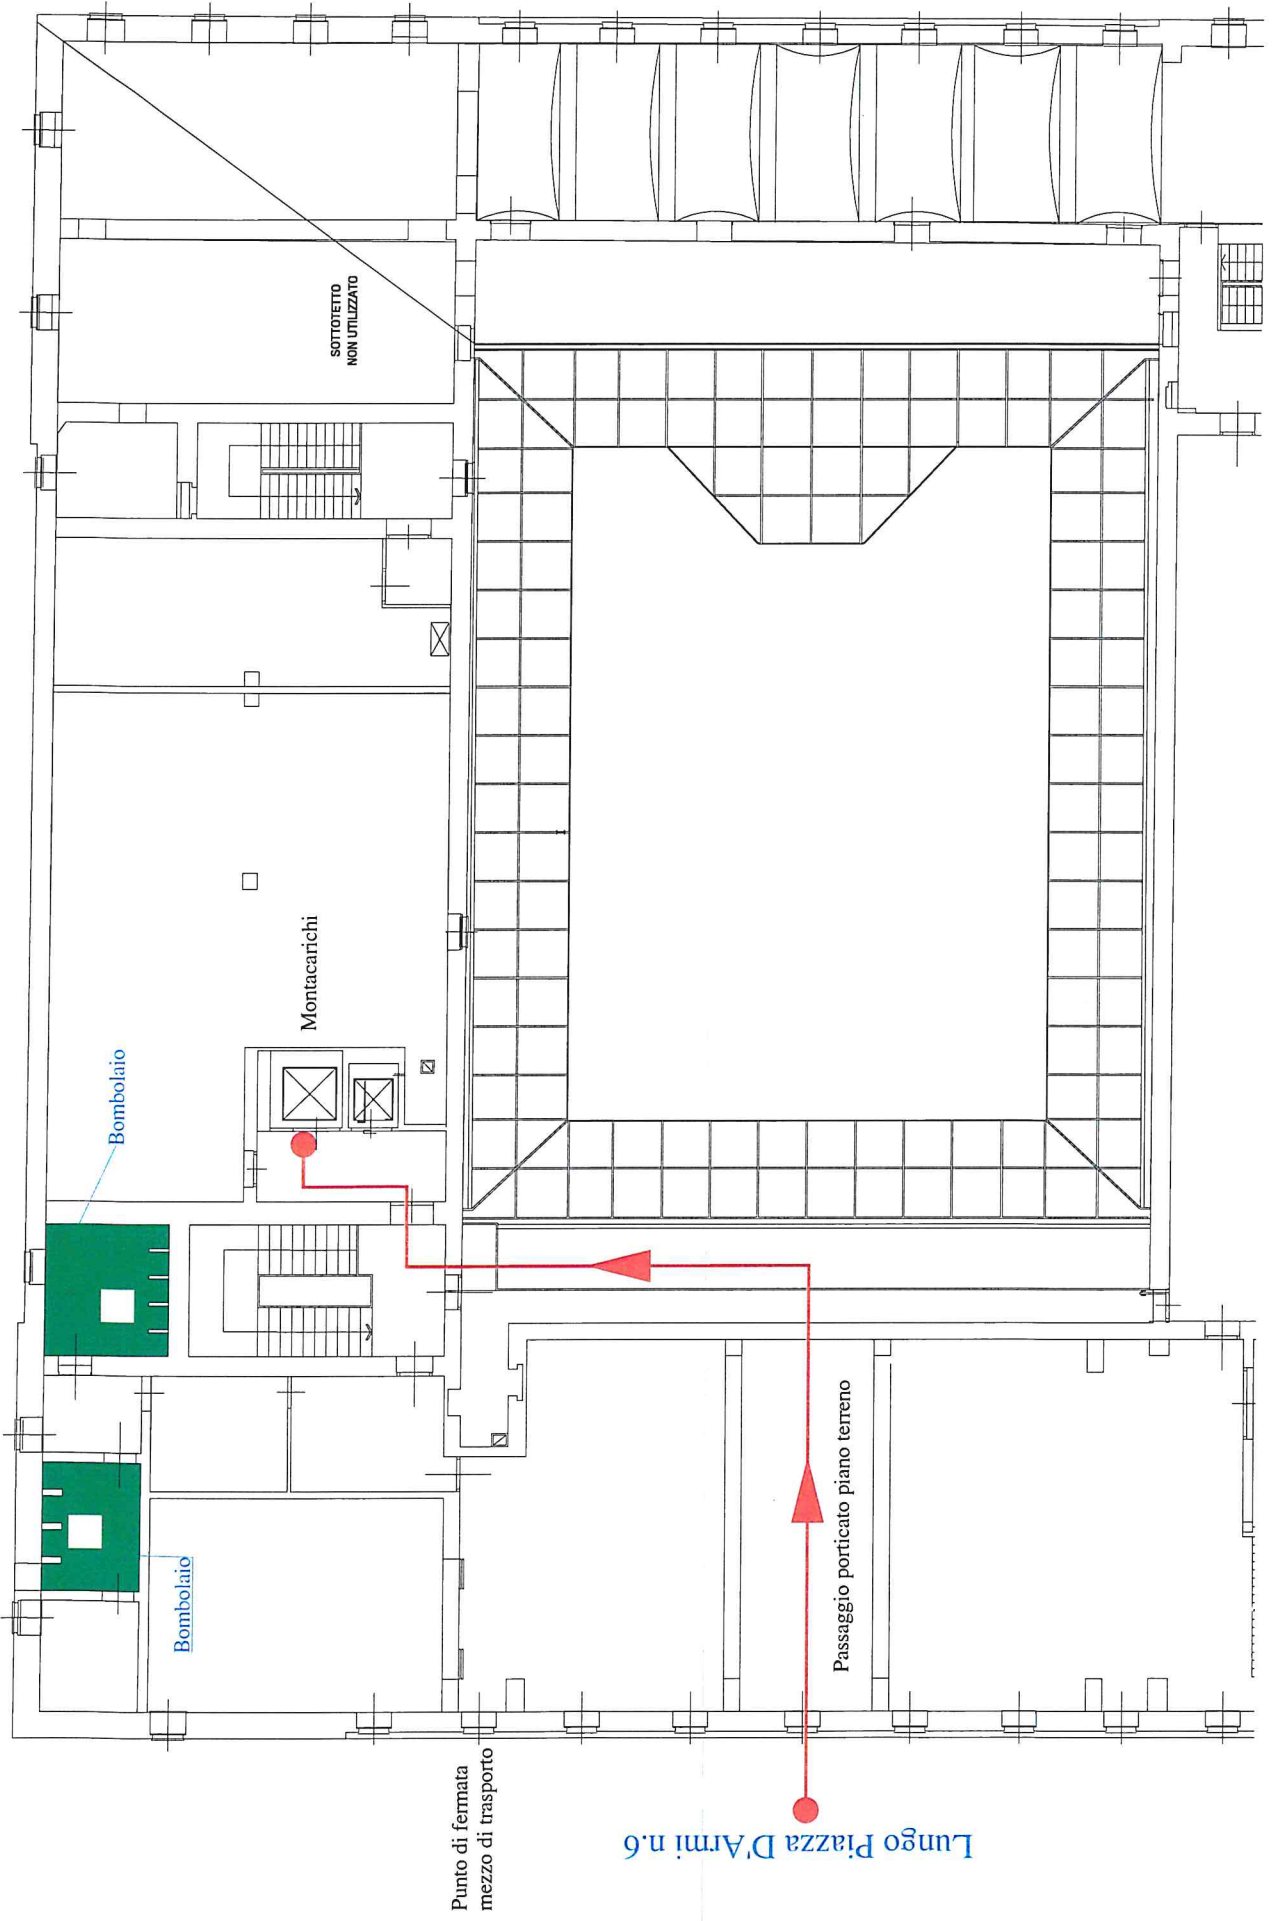 SOTTOTETTO
NON UTILIZZATO
Montacarichi
Bombolaio
Bombolaio
Passaggio porticato piano terreno
Punto di fermata
mezzo di trasporto
Lungo Piazza D'Armi n.6